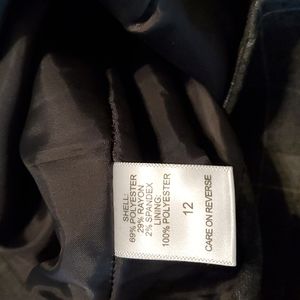 SHELL:
69% POLYESTER
29% RAYON
2% SPANDEX
LINING:
100% POLYESTER
12
CARE ON REVERSE